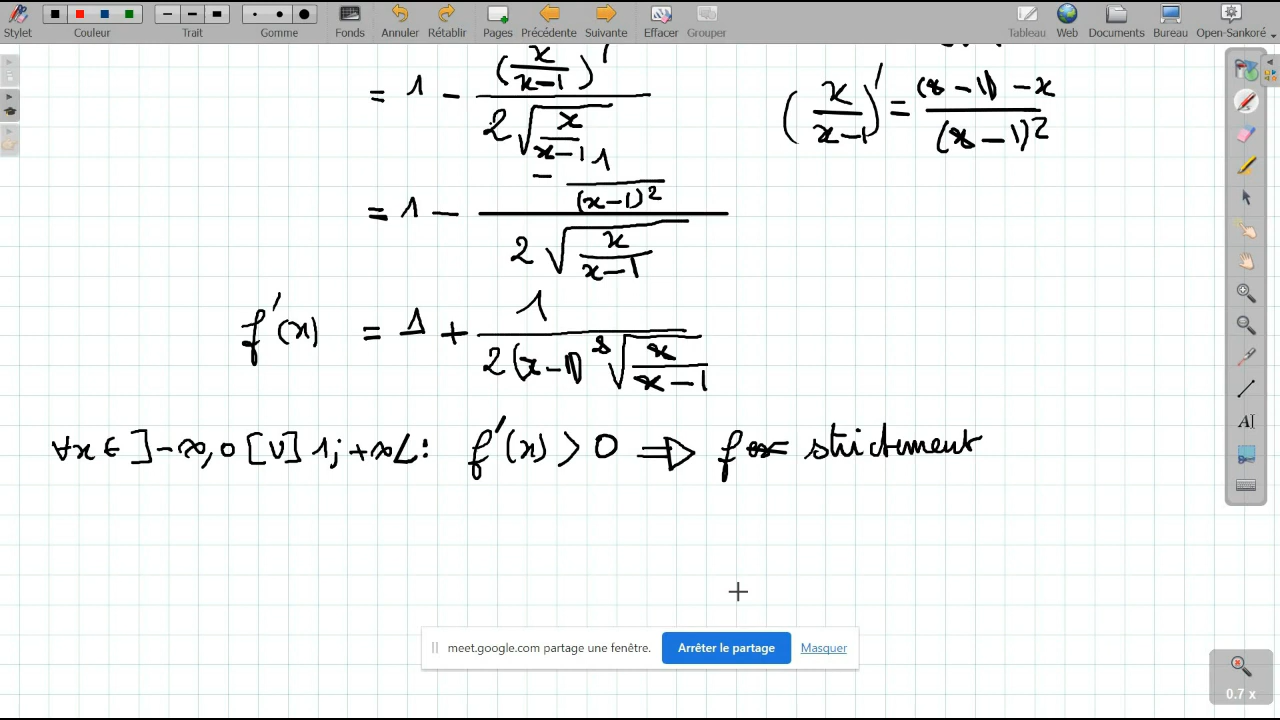 Stylet Couleur Trait Gomme Fonds Annuler Rétablir Pages Précédente Suivante Effacer Grouper Tableau Web Documents Bureau Open-Sankoré
= 1 - (x/(x-1))' / 2√(x/(x-1))
(x/(x-1))' = ((x-1) - x) / (x-1)²
= 1 - (-1/(x-1)²) / 2√(x/(x-1))
f'(x) = 1 + 1 / 2(x-1)²√(x/(x-1))
∀x ∈ ]-∞, 0[ U ]1; +∞[ : f'(x) > 0 ⇒ f strictement
meet.google.com partage une fenêtre. Arrêter le partage Masquer
0.7 x